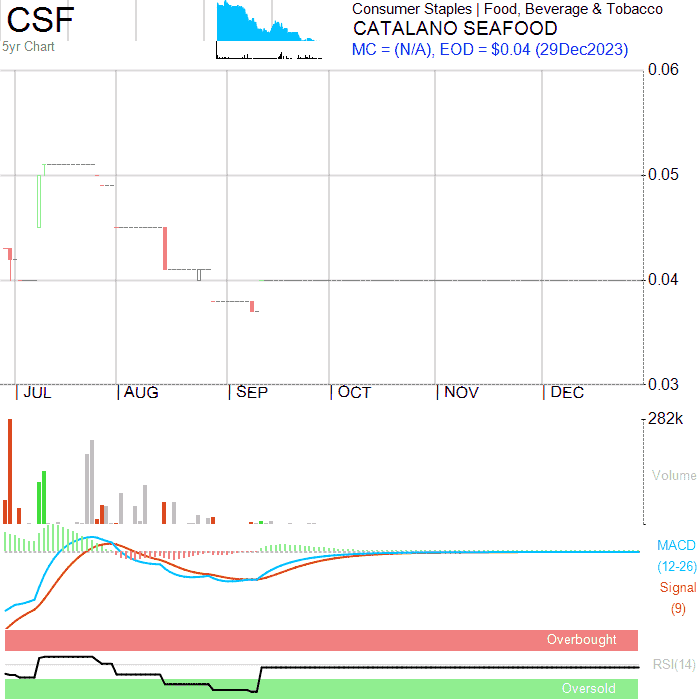 CSF
5yr Chart
Consumer Staples | Food, Beverage & Tobacco
CATALANO SEAFOOD
MC = (N/A), EOD = $0.04 (29Dec2023)
0.06
0.05
0.04
0.03
JUL AUG SEP OCT NOV DEC
282k
Volume
MACD
(12-26)
Signal
(9)
Overbought
RSI(14)
Oversold